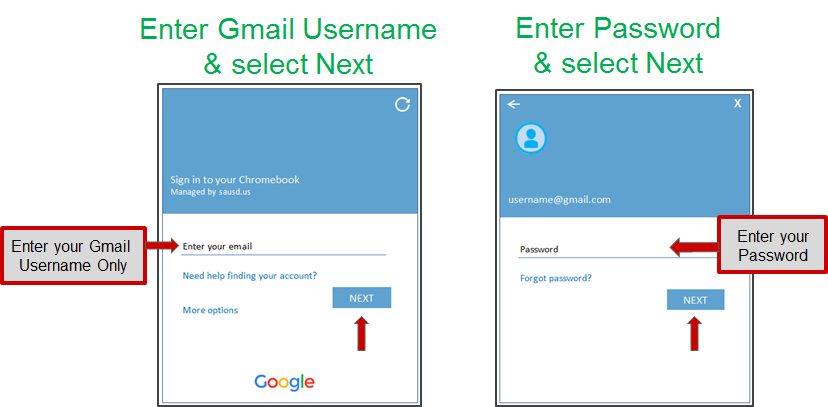 Enter Gmail Username
& select Next
Enter Password
& select Next
Sign in to your Chromebook
Managed by sausd.us
Enter your Gmail
Username Only
Enter your email
Need help finding your account?
NEXT
More options
Google
X
username@gmail.com
Password
Enter your
Password
Forgot password?
NEXT